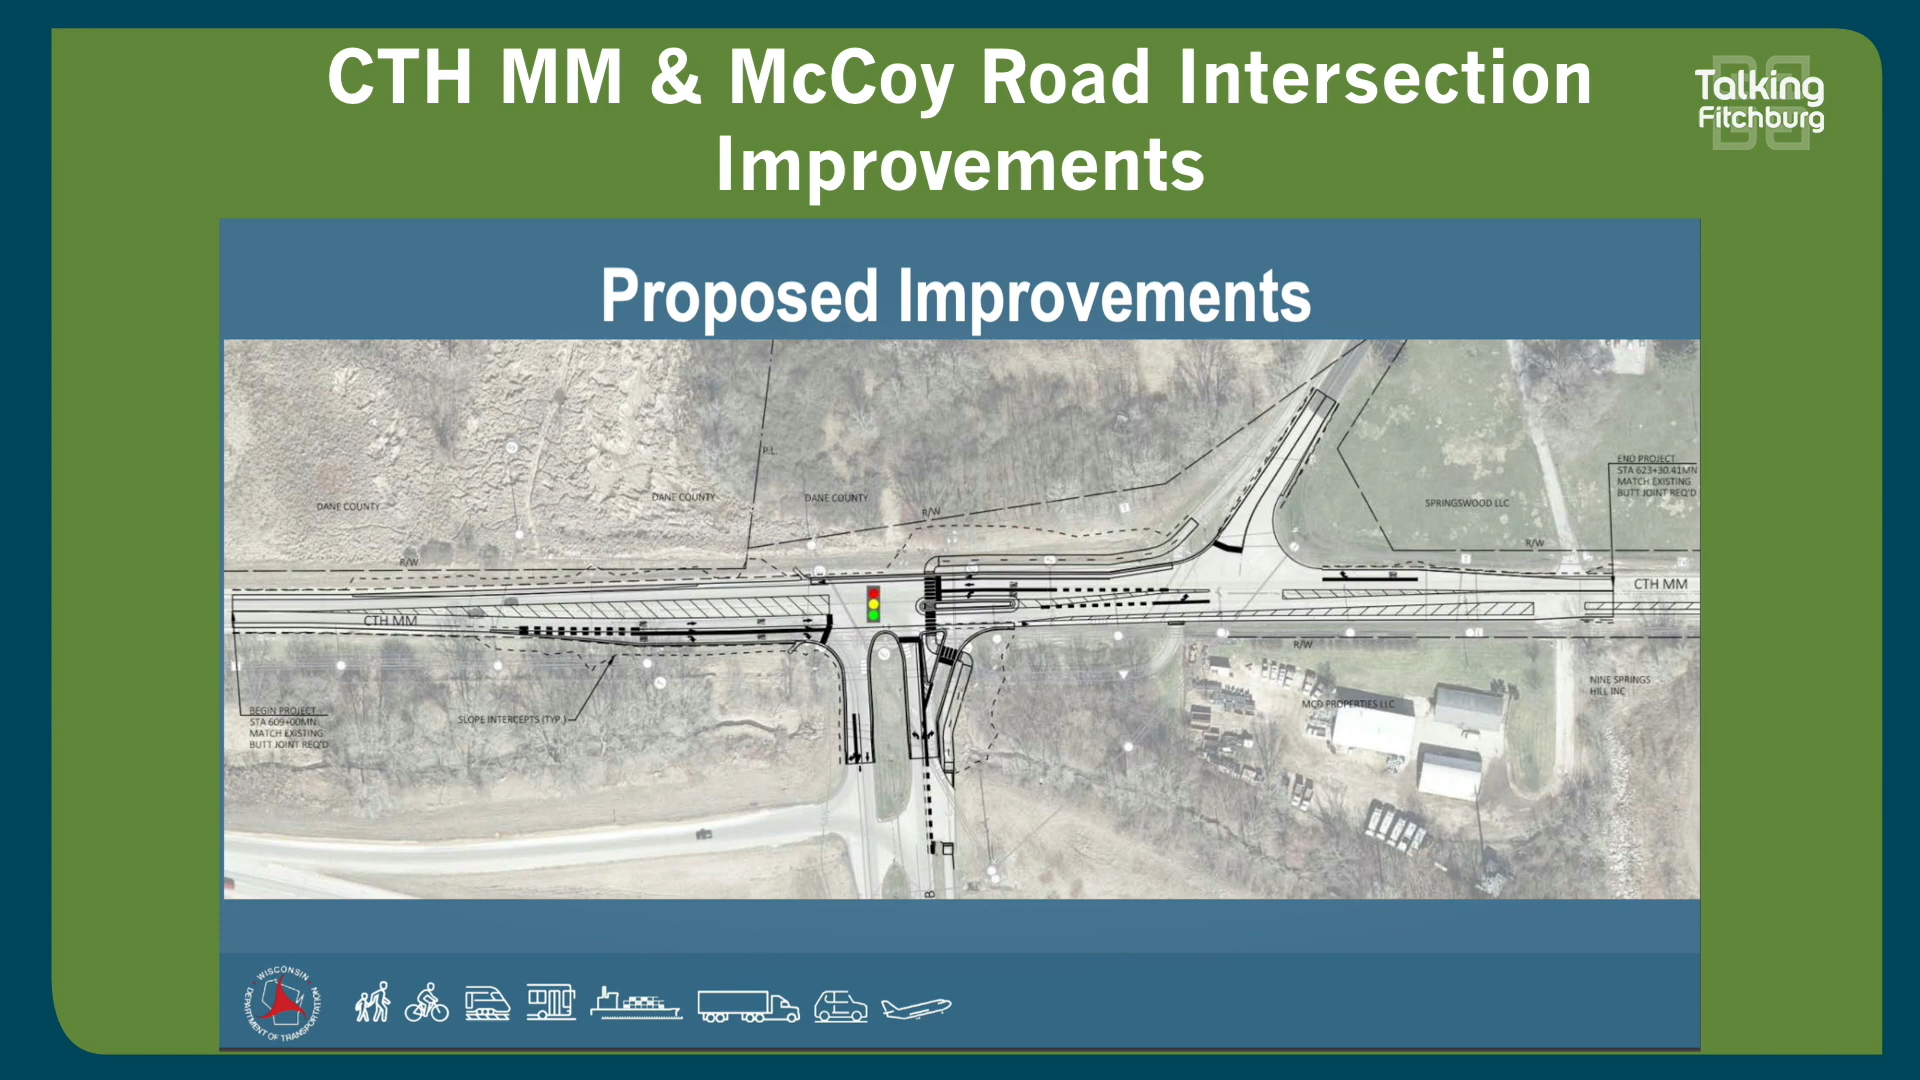 CTH MM & McCoy Road Intersection
Improvements
Talking
Fitchburg
Proposed Improvements
P.L.
DANE COUNTY
DANE COUNTY
DANE COUNTY
R/W
END PROJECT
STA 623+30.41MN
MATCH EXISTING
BUTT JOINT REQ'D
SPRINGSWOOD LLC
R/W
R/W
CTH MM
CTH MM
R/W
BEGIN PROJECT
STA 609+00MN
MATCH EXISTING
BUTT JOINT REQ'D
SLOPE INTERCEPTS (TYP.)
MCD PROPERTIES LLC
NINE SPRINGS
HILL INC
B
WISCONSIN
DEPARTMENT OF TRANSPORTATION